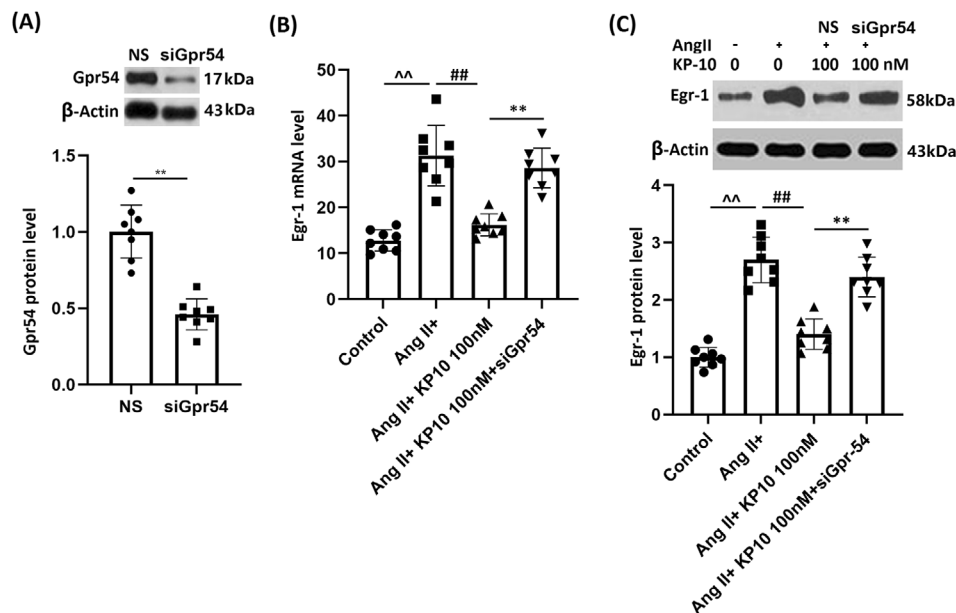 (A)
NS siGpr54
Gpr54 17kDa
β-Actin 43kDa
Gpr54 protein level
1.5
1.0
0.5
0.0
**
NS siGpr54
(B)
Egr-1 mRNA level
50
40
30
20
10
0
^^ ## **
Control
Ang II+
Ang II+ KP10 100nM
Ang II+ KP10 100nM+siGpr54
(C)
NS siGpr54
AngII - + + +
KP-10 0 0 100 100 nM
Egr-1 58kDa
β-Actin 43kDa
Egr-1 protein level
4
3
2
1
0
^^ ## **
Control
Ang II+
Ang II+ KP10 100nM
Ang II+ KP10 100nM+siGpr-54